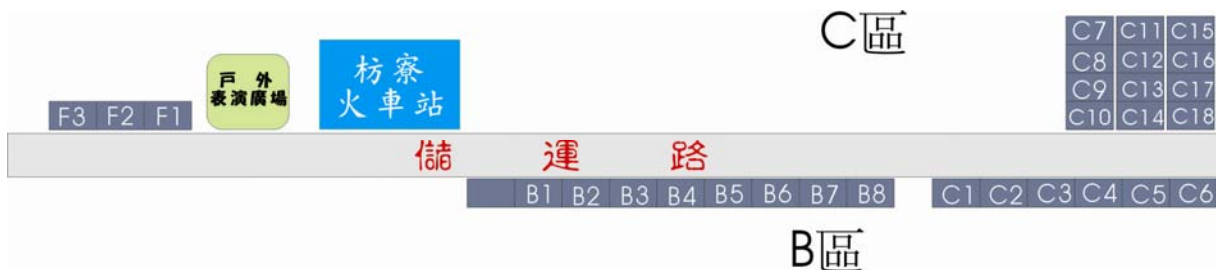 C區
C7 C11 C15
C8 C12 C16
C9 C13 C17
C10 C14 C18
戶外
表演廣場
枋寮
火車站
F3 F2 F1
儲運路
B1 B2 B3 B4 B5 B6 B7 B8
C1 C2 C3 C4 C5 C6
B區